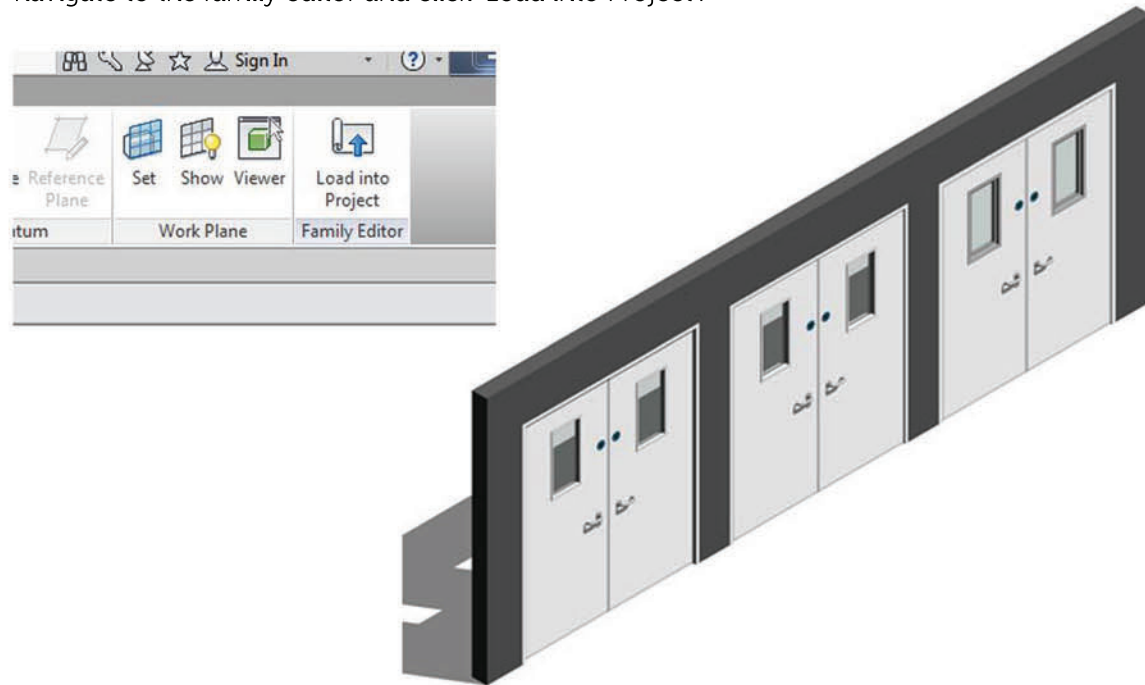 Navigate to the family editor and click 'Load into Project'.
Sign In
?
e Reference Plane
Set
Show
Viewer
Load into
Project
tum
Work Plane
Family Editor